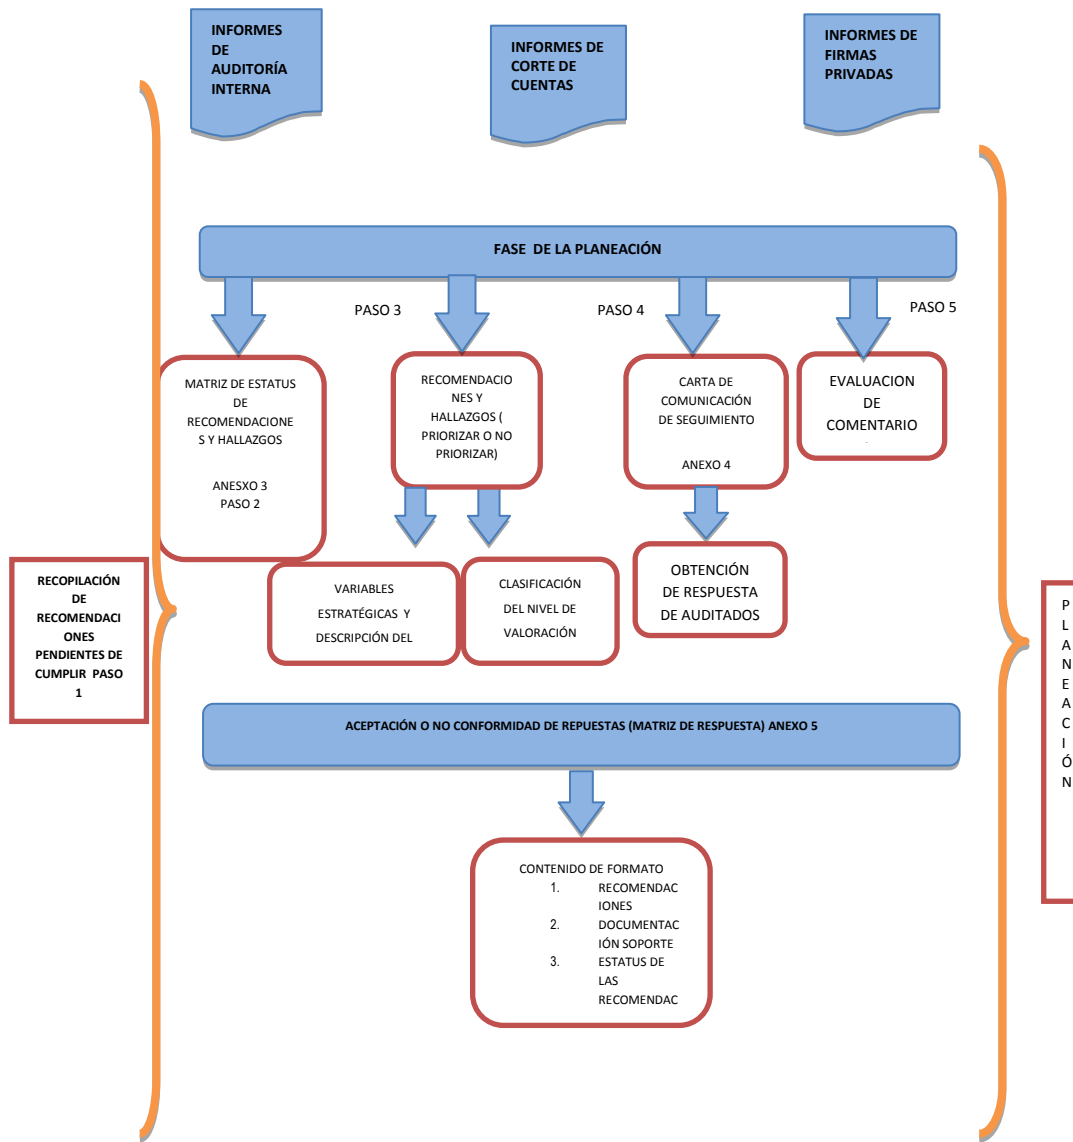 INFORMES
DE
AUDITORÍA
INTERNA
INFORMES DE
CORTE DE
CUENTAS
INFORMES DE
FIRMAS
PRIVADAS
FASE DE LA PLANEACIÓN
PASO 3
PASO 4
PASO 5
MATRIZ DE ESTATUS
DE
RECOMENDACIONE
S Y HALLAZGOS
ANESXO 3
PASO 2
RECOMENDACIO
NES Y
HALLAZGOS (
PRIORIZAR O NO
PRIORIZAR)
CARTA DE
COMUNICACIÓN
DE SEGUIMIENTO
ANEXO 4
EVALUACION
DE
COMENTARIO
RECOPILACIÓN
DE
RECOMENDACI
ONES
PENDIENTES DE
CUMPLIR PASO
1
VARIABLES
ESTRATÉGICAS Y
DESCRIPCIÓN DEL
CLASIFICACIÓN
DEL NIVEL DE
VALORACIÓN
OBTENCIÓN
DE RESPUESTA
DE AUDITADOS
P
L
A
N
E
A
C
I
Ó
N
ACEPTACIÓN O NO CONFORMIDAD DE REPUESTAS (MATRIZ DE RESPUESTA) ANEXO 5
CONTENIDO DE FORMATO
1. RECOMENDAC
IONES
2. DOCUMENTAC
IÓN SOPORTE
3. ESTATUS DE
LAS
RECOMENDAC